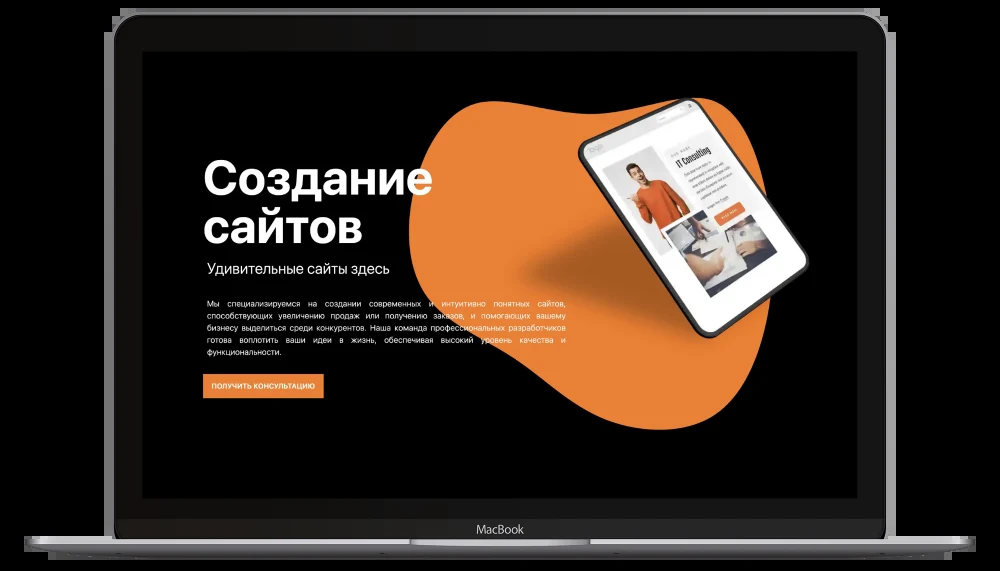 Создание
сайтов
Удивительные сайты здесь
Мы специализируемся на создании современных и интуитивно понятных сайтов,
способствующих увеличению продаж или получению заказов, и помогающих вашему
бизнесу выделиться среди конкурентов. Наша команда профессиональных разработчиков
готова воплотить ваши идеи в жизнь, обеспечивая высокий уровень качества и
функциональности.
ПОЛУЧИТЬ КОНСУЛЬТАЦИЮ
IT Consulting
MacBook